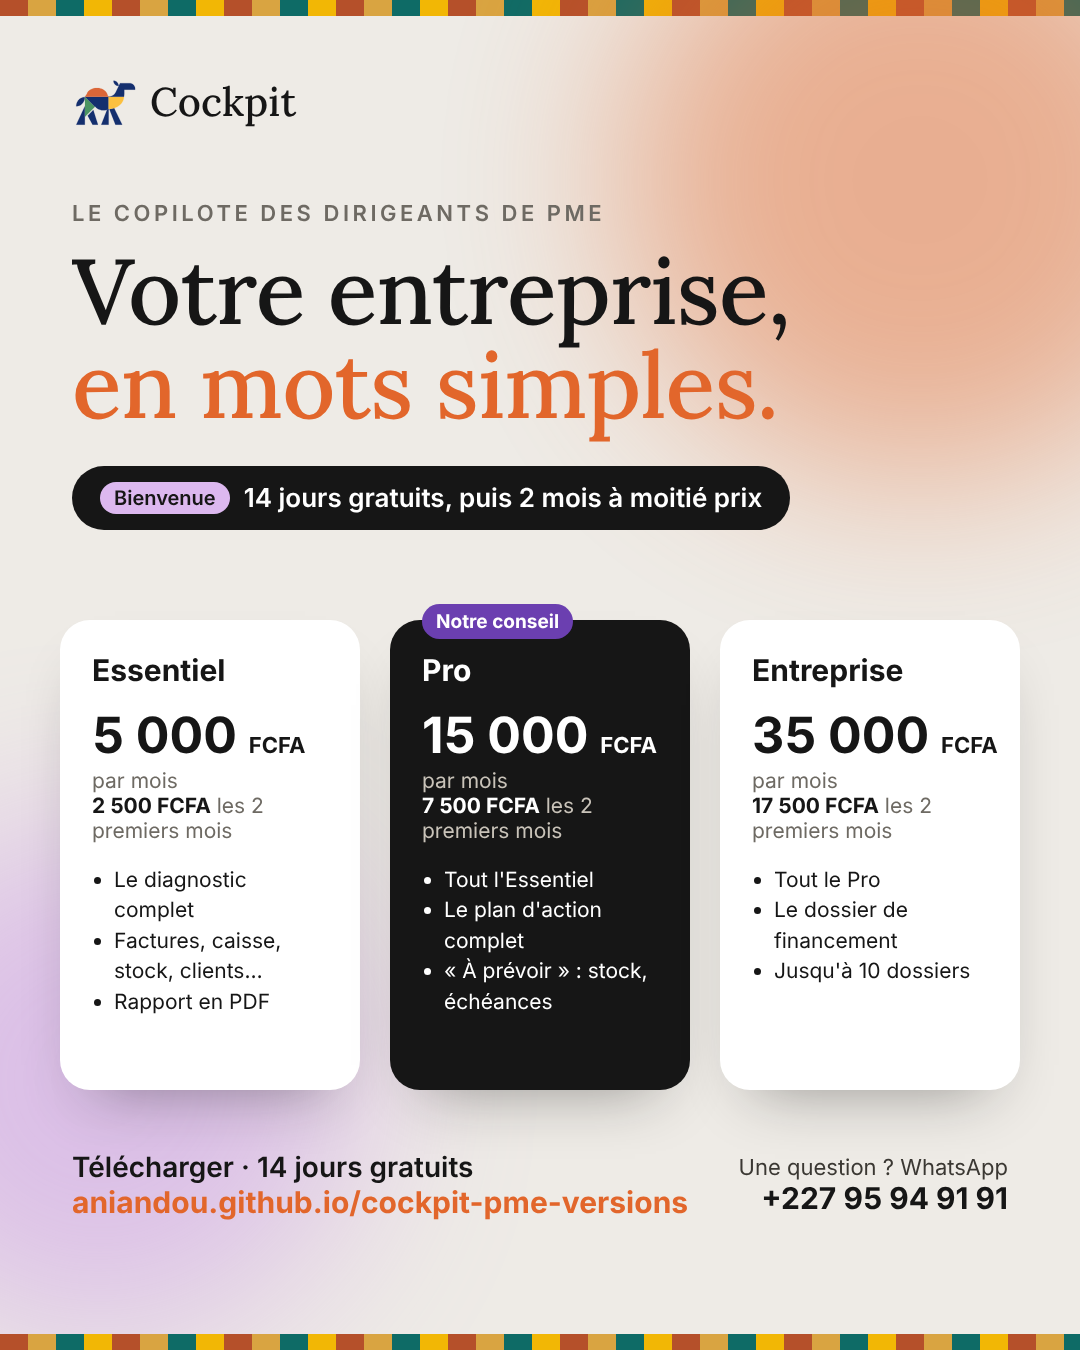 Cockpit
LE COPILOTE DES DIRIGEANTS DE PME
Votre entreprise,
en mots simples.
Bienvenue 14 jours gratuits, puis 2 mois à moitié prix
Essentiel
5 000 FCFA
par mois
2 500 FCFA les 2
premiers mois
• Le diagnostic
complet
• Factures, caisse,
stock, clients...
• Rapport en PDF
Notre conseil
Pro
15 000 FCFA
par mois
7 500 FCFA les 2
premiers mois
• Tout l'Essentiel
• Le plan d'action
complet
• « À prévoir » : stock,
échéances
Entreprise
35 000 FCFA
par mois
17 500 FCFA les 2
premiers mois
• Tout le Pro
• Le dossier de
financement
• Jusqu'à 10 dossiers
Télécharger · 14 jours gratuits
aniandou.github.io/cockpit-pme-versions
Une question ? WhatsApp
+227 95 94 91 91